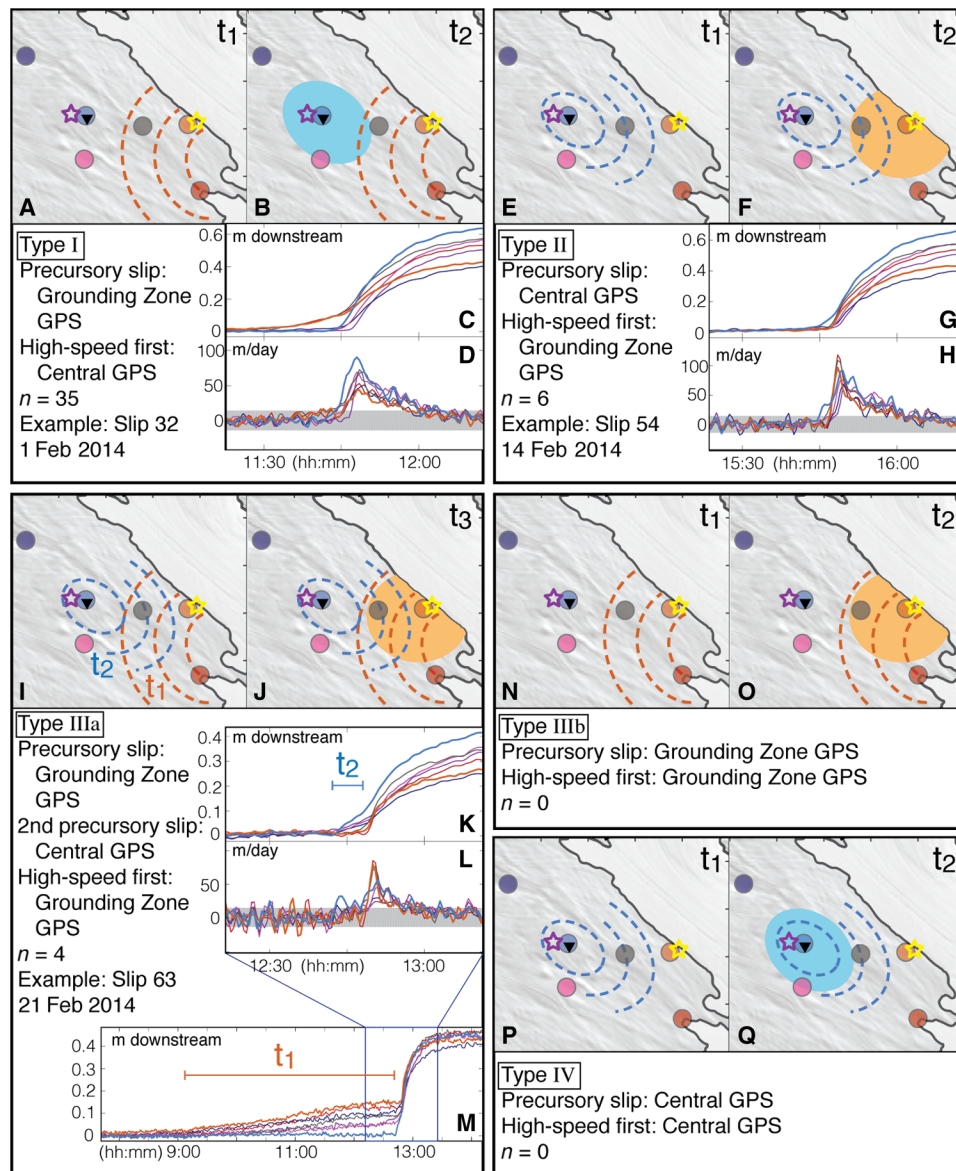 t1
t2
A
B
Type I
Precursory slip:
Grounding Zone
GPS
High-speed first:
Central GPS
n = 35
Example: Slip 32
1 Feb 2014
m downstream
0.6
0.4
0.2
0
C
m/day
100
50
0
D
11:30 (hh:mm) 12:00
t1
t2
E
F
Type II
Precursory slip:
Central GPS
High-speed first:
Grounding Zone
GPS
n = 6
Example: Slip 54
14 Feb 2014
m downstream
0.6
0.4
0.2
0
G
m/day
100
50
0
H
15:30 (hh:mm) 16:00
t3
t2
t1
I
J
Type IIIa
Precursory slip:
Grounding Zone
GPS
2nd precursory slip:
Central GPS
High-speed first:
Grounding Zone
GPS
n = 4
Example: Slip 63
21 Feb 2014
m downstream
0.4
0.3
0.2
0.1
0
t2
K
m/day
50
0
L
12:30 (hh:mm) 13:00
m downstream
0.4
0.3
0.2
0.1
0
t1
M
(hh:mm) 9:00 11:00 13:00
t1
t2
N
O
Type IIIb
Precursory slip: Grounding Zone GPS
High-speed first: Grounding Zone GPS
n = 0
t1
t2
P
Q
Type IV
Precursory slip: Central GPS
High-speed first: Central GPS
n = 0